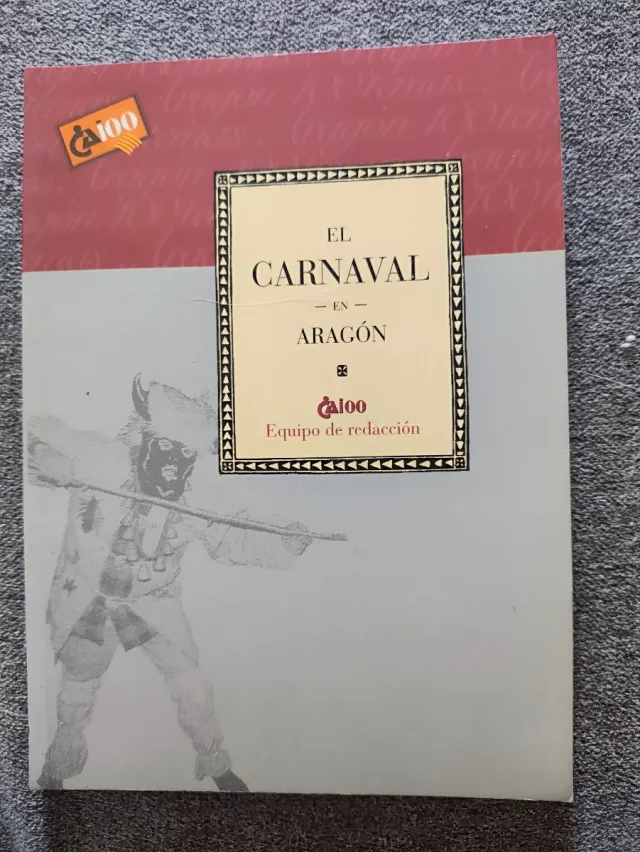 CAi100
EL
CARNAVAL
— EN —
ARAGÓN
CAi100
Equipo de redacción